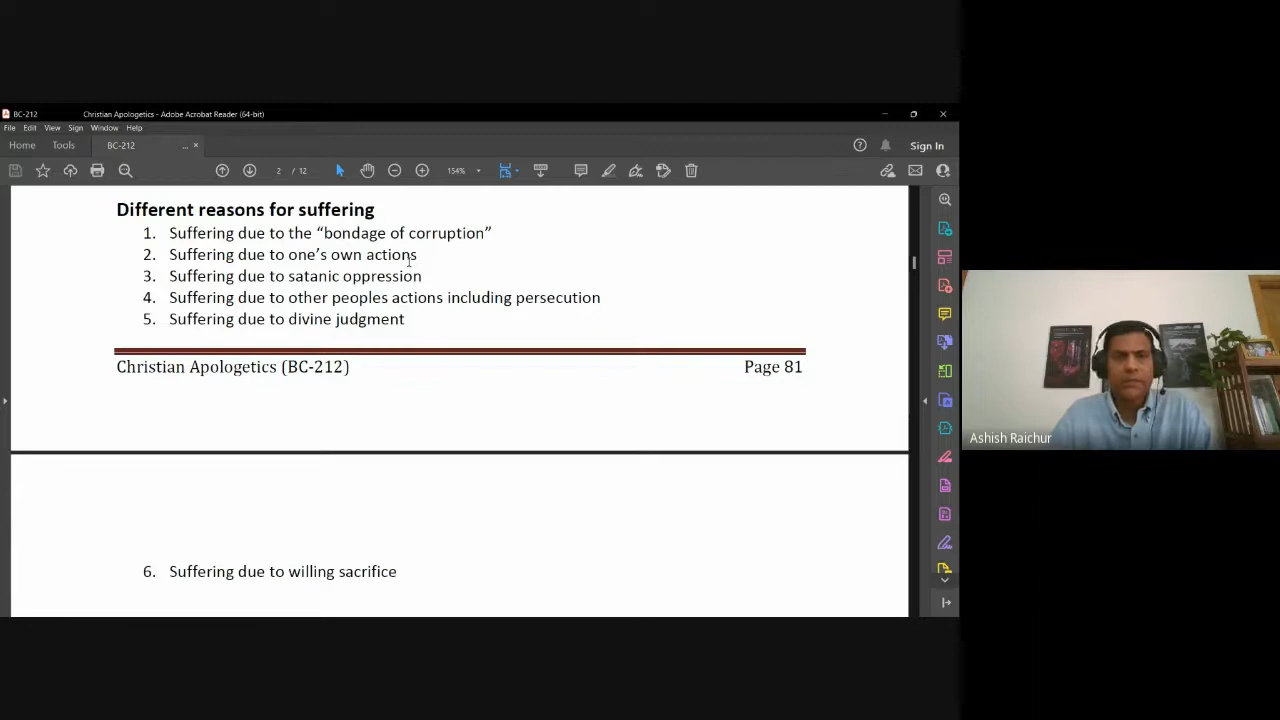 BC-212 Christian Apologetics - Adobe Acrobat Reader (64-bit)
File Edit View Sign Window Help
Home Tools BC-212 ... × Sign In
2 / 12 154%
Different reasons for suffering
1. Suffering due to the “bondage of corruption”
2. Suffering due to one’s own actions
3. Suffering due to satanic oppression
4. Suffering due to other peoples actions including persecution
5. Suffering due to divine judgment
Christian Apologetics (BC-212) Page 81
Ashish Raichur
6. Suffering due to willing sacrifice